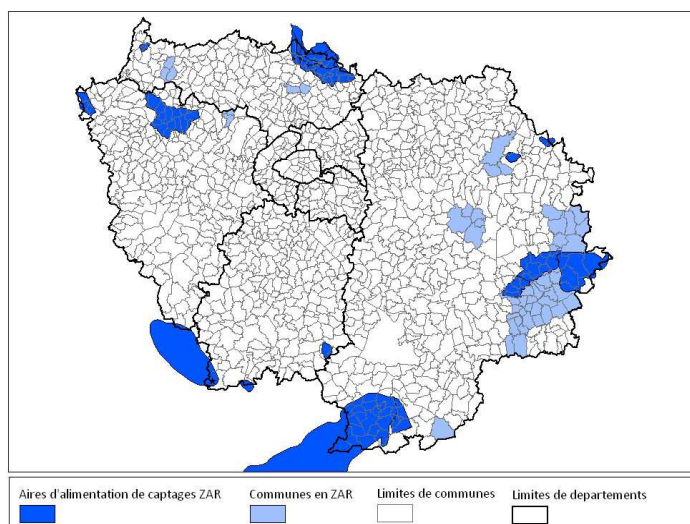 Aires d'alimentation de captages ZAR
Communes en ZAR
Limites de communes
Limites de departements